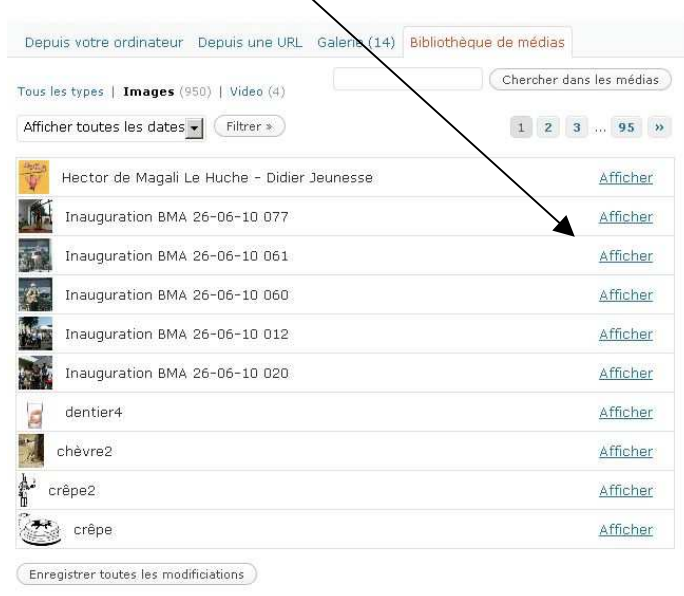 Depuis votre ordinateur Depuis une URL Galerie (14) Bibliothèque de médias
Chercher dans les médias
Tous les types | Images (950) | Video (4)
Afficher toutes les dates Filtrer » 1 2 3 ... 95 »
Hector de Magali Le Huche - Didier Jeunesse Afficher
Inauguration BMA 26-06-10 077 Afficher
Inauguration BMA 26-06-10 061 Afficher
Inauguration BMA 26-06-10 060 Afficher
Inauguration BMA 26-06-10 012 Afficher
Inauguration BMA 26-06-10 020 Afficher
dentier4 Afficher
chèvre2 Afficher
crêpe2 Afficher
crêpe Afficher
Enregistrer toutes les modificiations